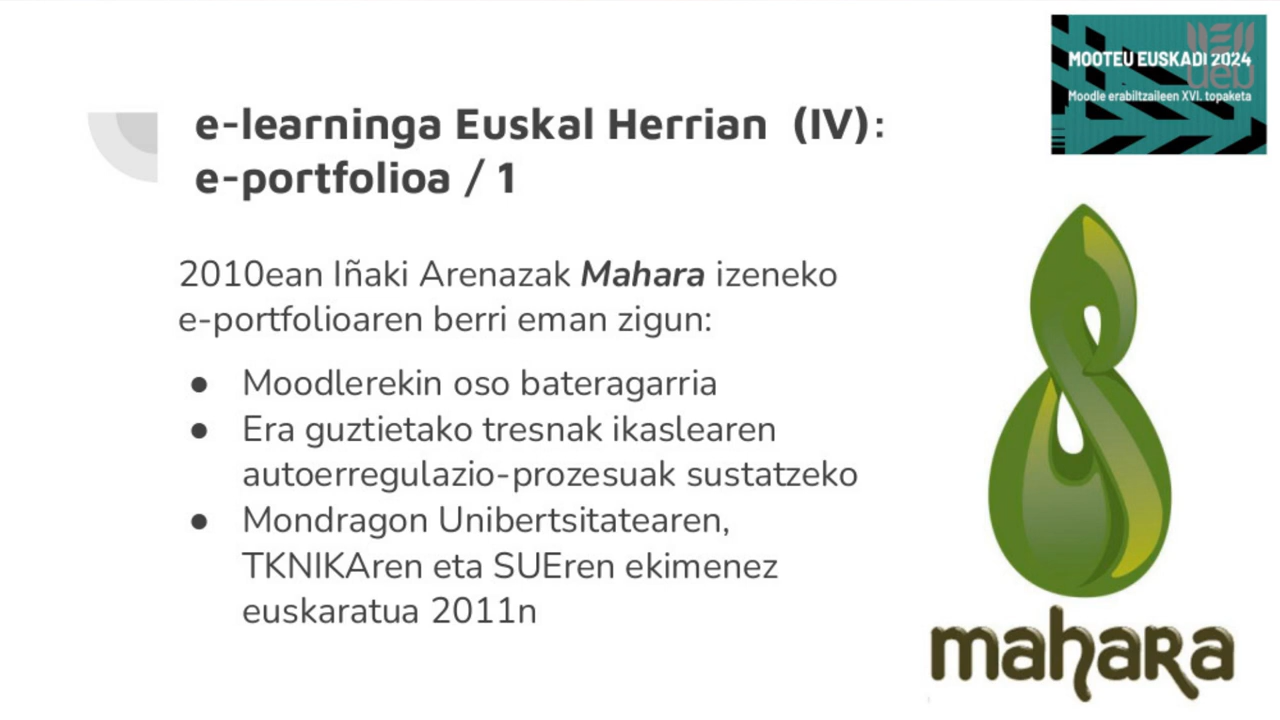 MOOTEU EUSKADI 2024
ueu
Moodle erabiltzaileen XVI. topaketa
e-learninga Euskal Herrian (IV):
e-portfolioa / 1
2010ean Iñaki Arenazak Mahara izeneko
e-portfolioaren berri eman zigun:
● Moodlerekin oso bateragarria
● Era guztietako tresnak ikaslearen
autoerregulazio-prozesuak sustatzeko
● Mondragon Unibertsitatearen,
TKNIKAren eta SUEren ekimenez
euskaratua 2011n
mahara